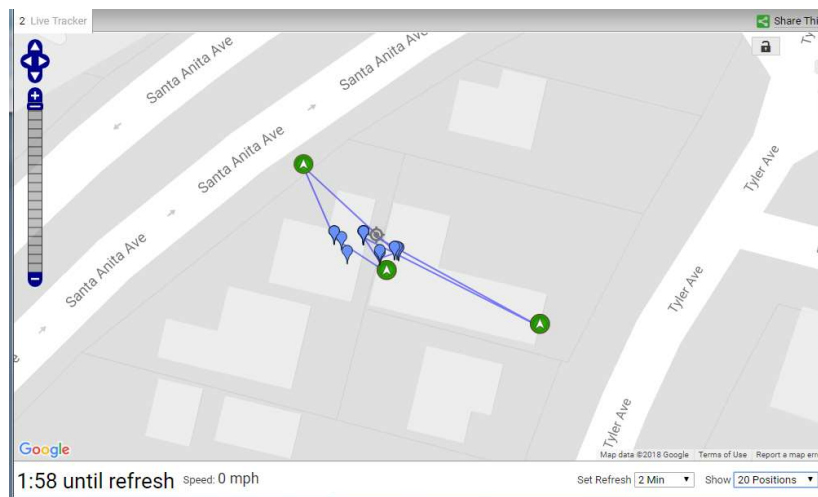 2 Live Tracker
Share Thi
Santa Anita Ave
Santa Anita Ave
Ty
Santa Anita Ave
Tyler Ave
Santa Anita Ave
Tyler Ave
Tyler Ave
Google
Map data ©2018 Google Terms of Use Report a map erro
1:58 until refresh Speed: 0 mph
Set Refresh 2 Min Show 20 Positions